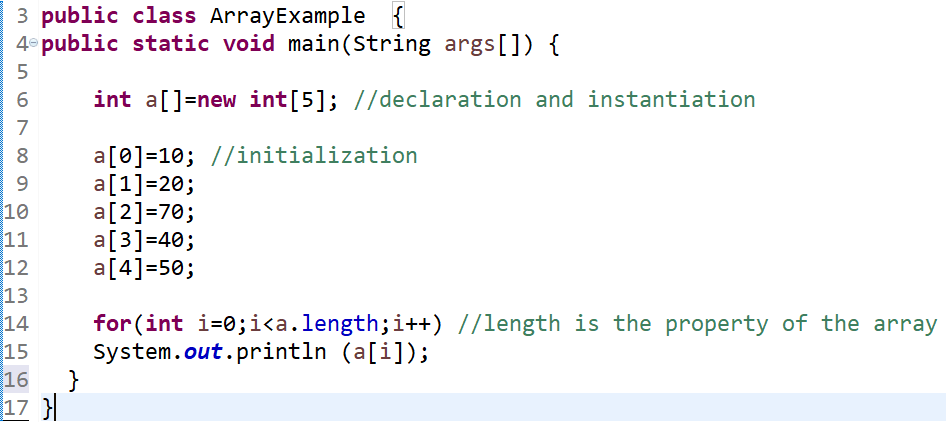 3 public class ArrayExample  {
4 public static void main(String args[]) {
5
6     int a[]=new int[5]; //declaration and instantiation
7
8     a[0]=10; //initialization
9     a[1]=20;
10     a[2]=70;
11     a[3]=40;
12     a[4]=50;
13
14     for(int i=0;i<a.length;i++) //length is the property of the array
15     System.out.println (a[i]);
16   }
17 }